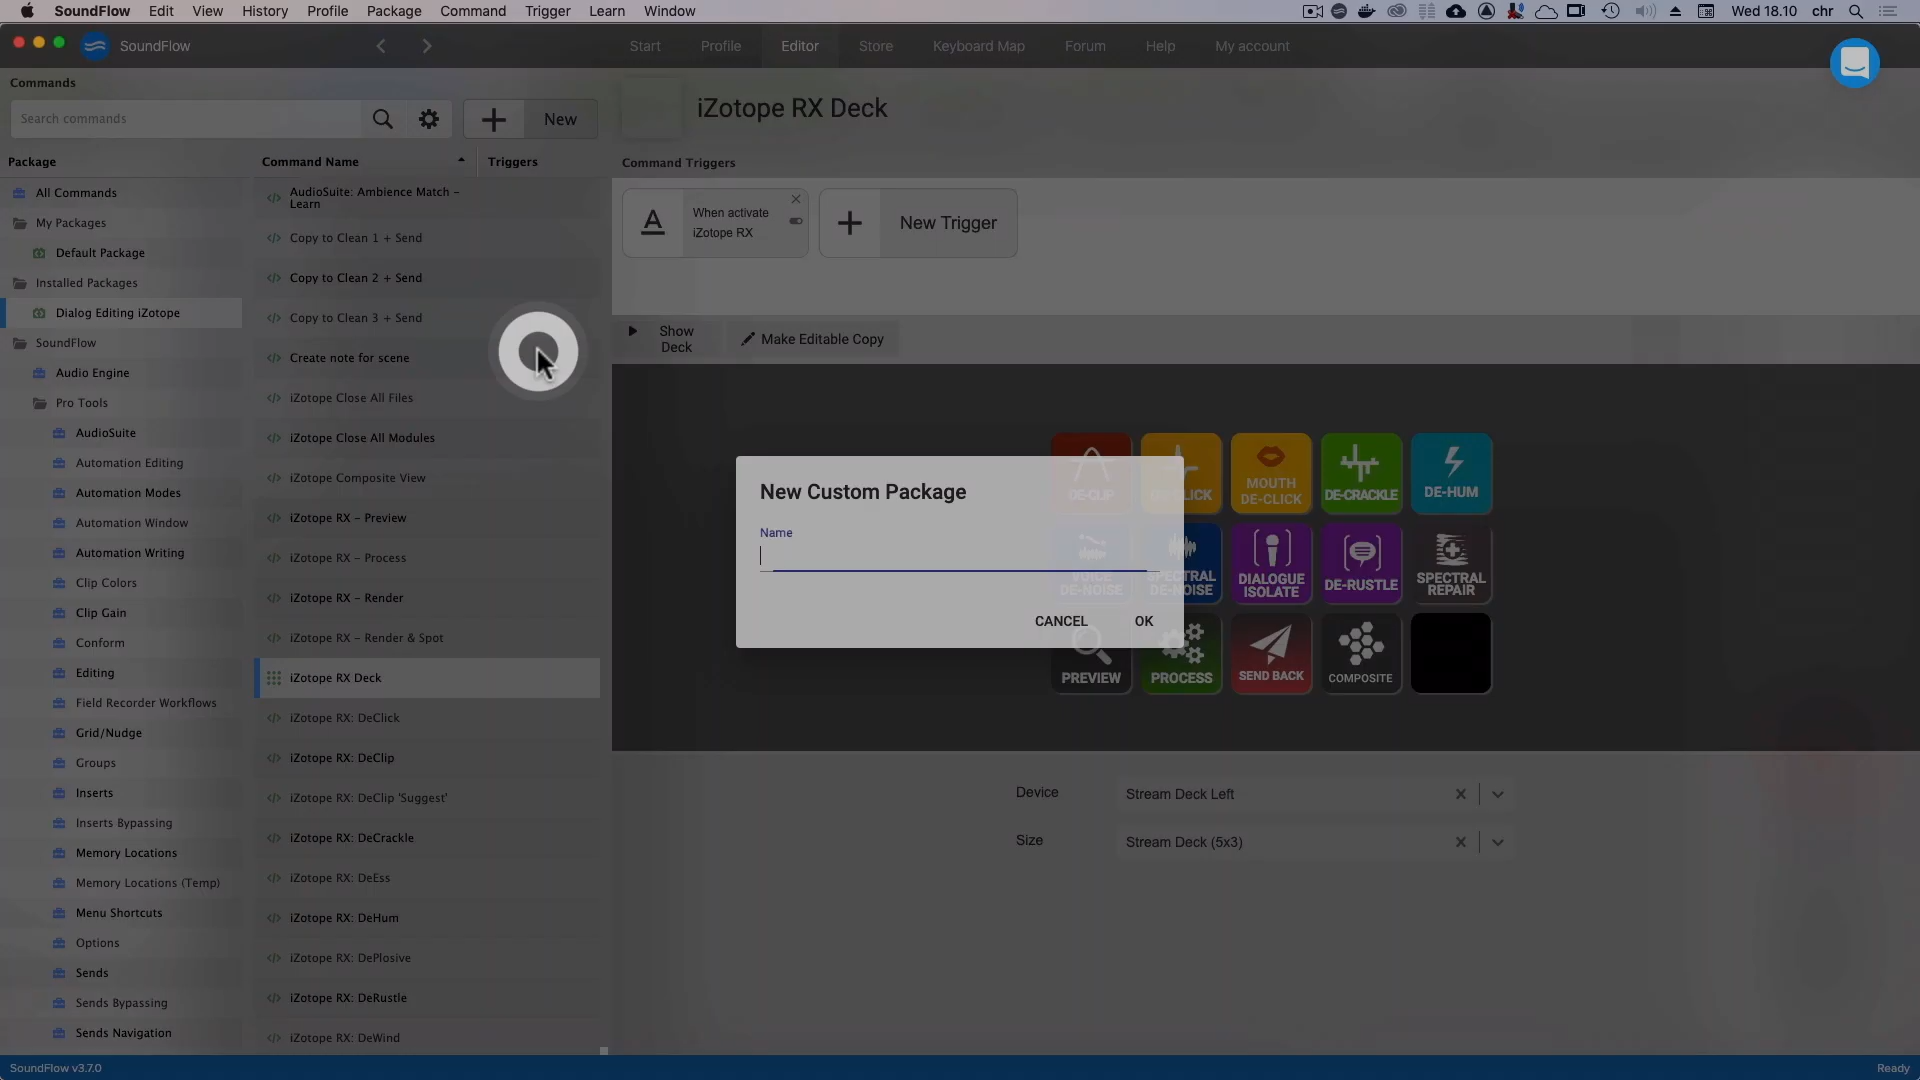 SoundFlow Edit View History Profile Package Command Trigger Learn Window Wed 18.10 chr
SoundFlow Start Profile Editor Store Keyboard Map Forum Help My account
Commands
Search commands
New
Package
All Commands
My Packages
Default Package
Installed Packages
Dialog Editing iZotope
SoundFlow
Audio Engine
Pro Tools
AudioSuite
Automation Editing
Automation Modes
Automation Window
Automation Writing
Clip Colors
Clip Gain
Conform
Editing
Field Recorder Workflows
Grid/Nudge
Groups
Inserts
Inserts Bypassing
Memory Locations
Memory Locations (Temp)
Menu Shortcuts
Options
Sends
Sends Bypassing
Sends Navigation
Command Name
Triggers
AudioSuite: Ambience Match -
Learn
Copy to Clean 1 + Send
Copy to Clean 2 + Send
Copy to Clean 3 + Send
Create note for scene
iZotope Close All Files
iZotope Close All Modules
iZotope Composite View
iZotope RX - Preview
iZotope RX - Process
iZotope RX - Render
iZotope RX - Render & Spot
iZotope RX Deck
iZotope RX: DeClick
iZotope RX: DeClip
iZotope RX: DeClip 'Suggest'
iZotope RX: DeCrackle
iZotope RX: DeEss
iZotope RX: DeHum
iZotope RX: DePlosive
iZotope RX: DeRustle
iZotope RX: DeWind
iZotope RX Deck
Command Triggers
When activate
iZotope RX
New Trigger
Show
Deck
Make Editable Copy
New Custom Package
Name
CANCEL
OK
DE-CLIP
DE-CLICK
MOUTH
DE-CLICK
DE-CRACKLE
DE-HUM
VOICE
DE-NOISE
SPECTRAL
DE-NOISE
DIALOGUE
ISOLATE
DE-RUSTLE
SPECTRAL
REPAIR
PREVIEW
PROCESS
SEND BACK
COMPOSITE
Device
Stream Deck Left
Size
Stream Deck (5x3)
SoundFlow v3.7.0
Ready